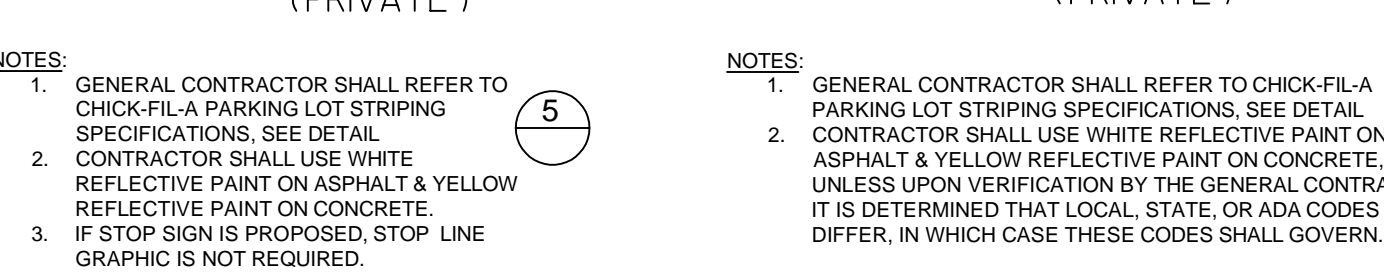 (PRIVATE)
NOTES:
1. GENERAL CONTRACTOR SHALL REFER TO
CHICK-FIL-A PARKING LOT STRIPING
SPECIFICATIONS, SEE DETAIL
5
2. CONTRACTOR SHALL USE WHITE
REFLECTIVE PAINT ON ASPHALT & YELLOW
REFLECTIVE PAINT ON CONCRETE.
3. IF STOP SIGN IS PROPOSED, STOP LINE
GRAPHIC IS NOT REQUIRED.
(PRIVATE)
NOTES:
1. GENERAL CONTRACTOR SHALL REFER TO CHICK-FIL-A
PARKING LOT STRIPING SPECIFICATIONS, SEE DETAIL
2. CONTRACTOR SHALL USE WHITE REFLECTIVE PAINT ON
ASPHALT & YELLOW REFLECTIVE PAINT ON CONCRETE,
UNLESS UPON VERIFICATION BY THE GENERAL
IT IS DETERMINED THAT LOCAL, STATE, OR ADA CODES
DIFFER, IN WHICH CASE THESE CODES SHALL GOVERN.